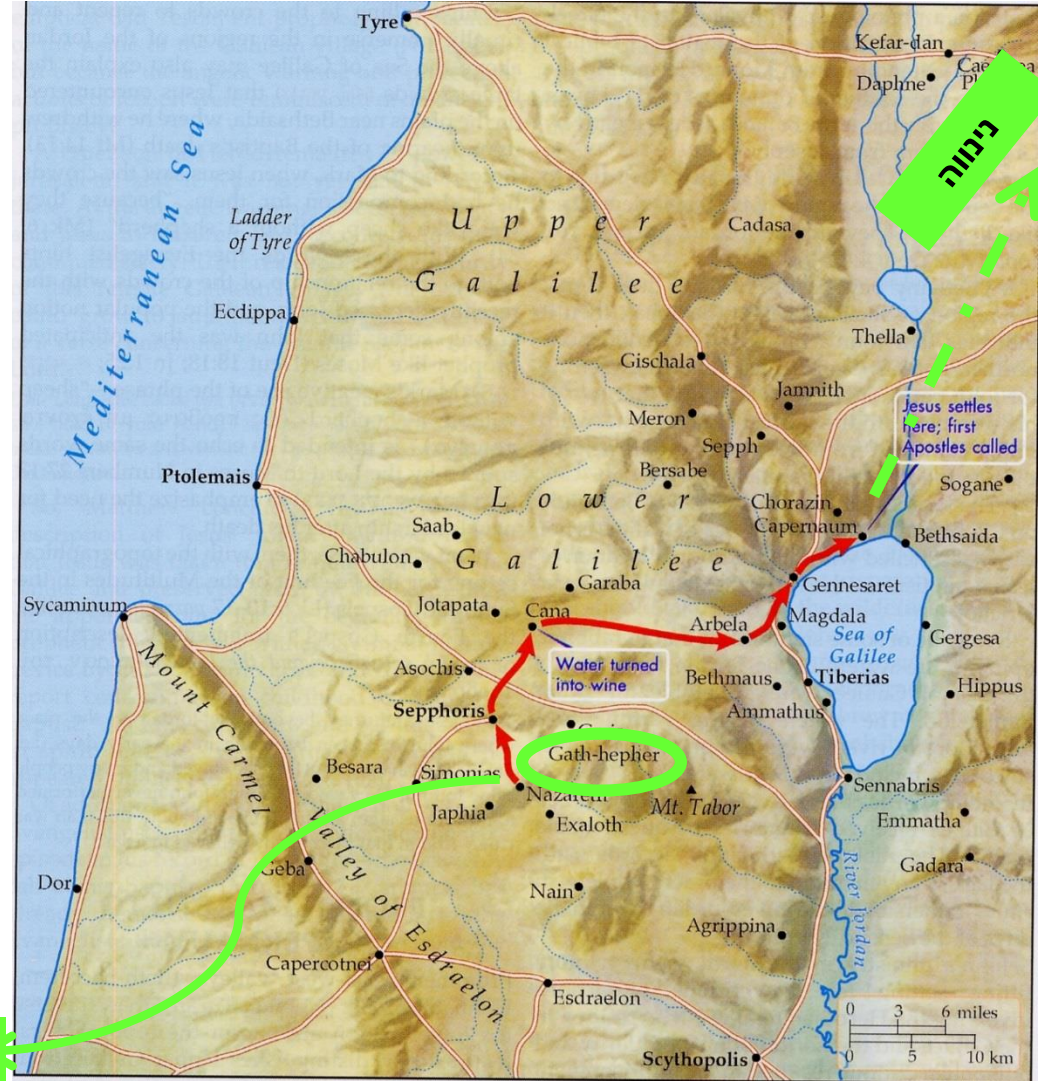 Tyre
Kefar-dan
Daphne
נינווה
Mediterranean Sea
Ladder
of Tyre
Upper
Galilee
Cadasa
Ecdippa
Thella
Gischala
Jamnith
Meron
Sepph
Jesus settles
here; first
Apostles called
Bersabe
Ptolemais
Sogane
Lower
Galilee
Chorazin
Capernaum
Saab
Bethsaida
Chabulon
Garaba
Gennesaret
Sycaminum
Jotapata
Cana
Arbela
Magdala
Sea of
Galilee
Gergesa
Water turned
into wine
Asochis
Bethmaus
Tiberias
Hippus
Ammathus
Sepphoris
Mount Carmel
Gath-hepher
Besara
Simonias
Nazareth
Mt. Tabor
Sennabris
Japhia
Exaloth
Emmatha
Valley of Esdraelon
Geba
Gadara
Dor
Nain
River Jordan
Agrippina
Capercotnei
Esdraelon
0 3 6 miles
0 5 10 km
Scythopolis